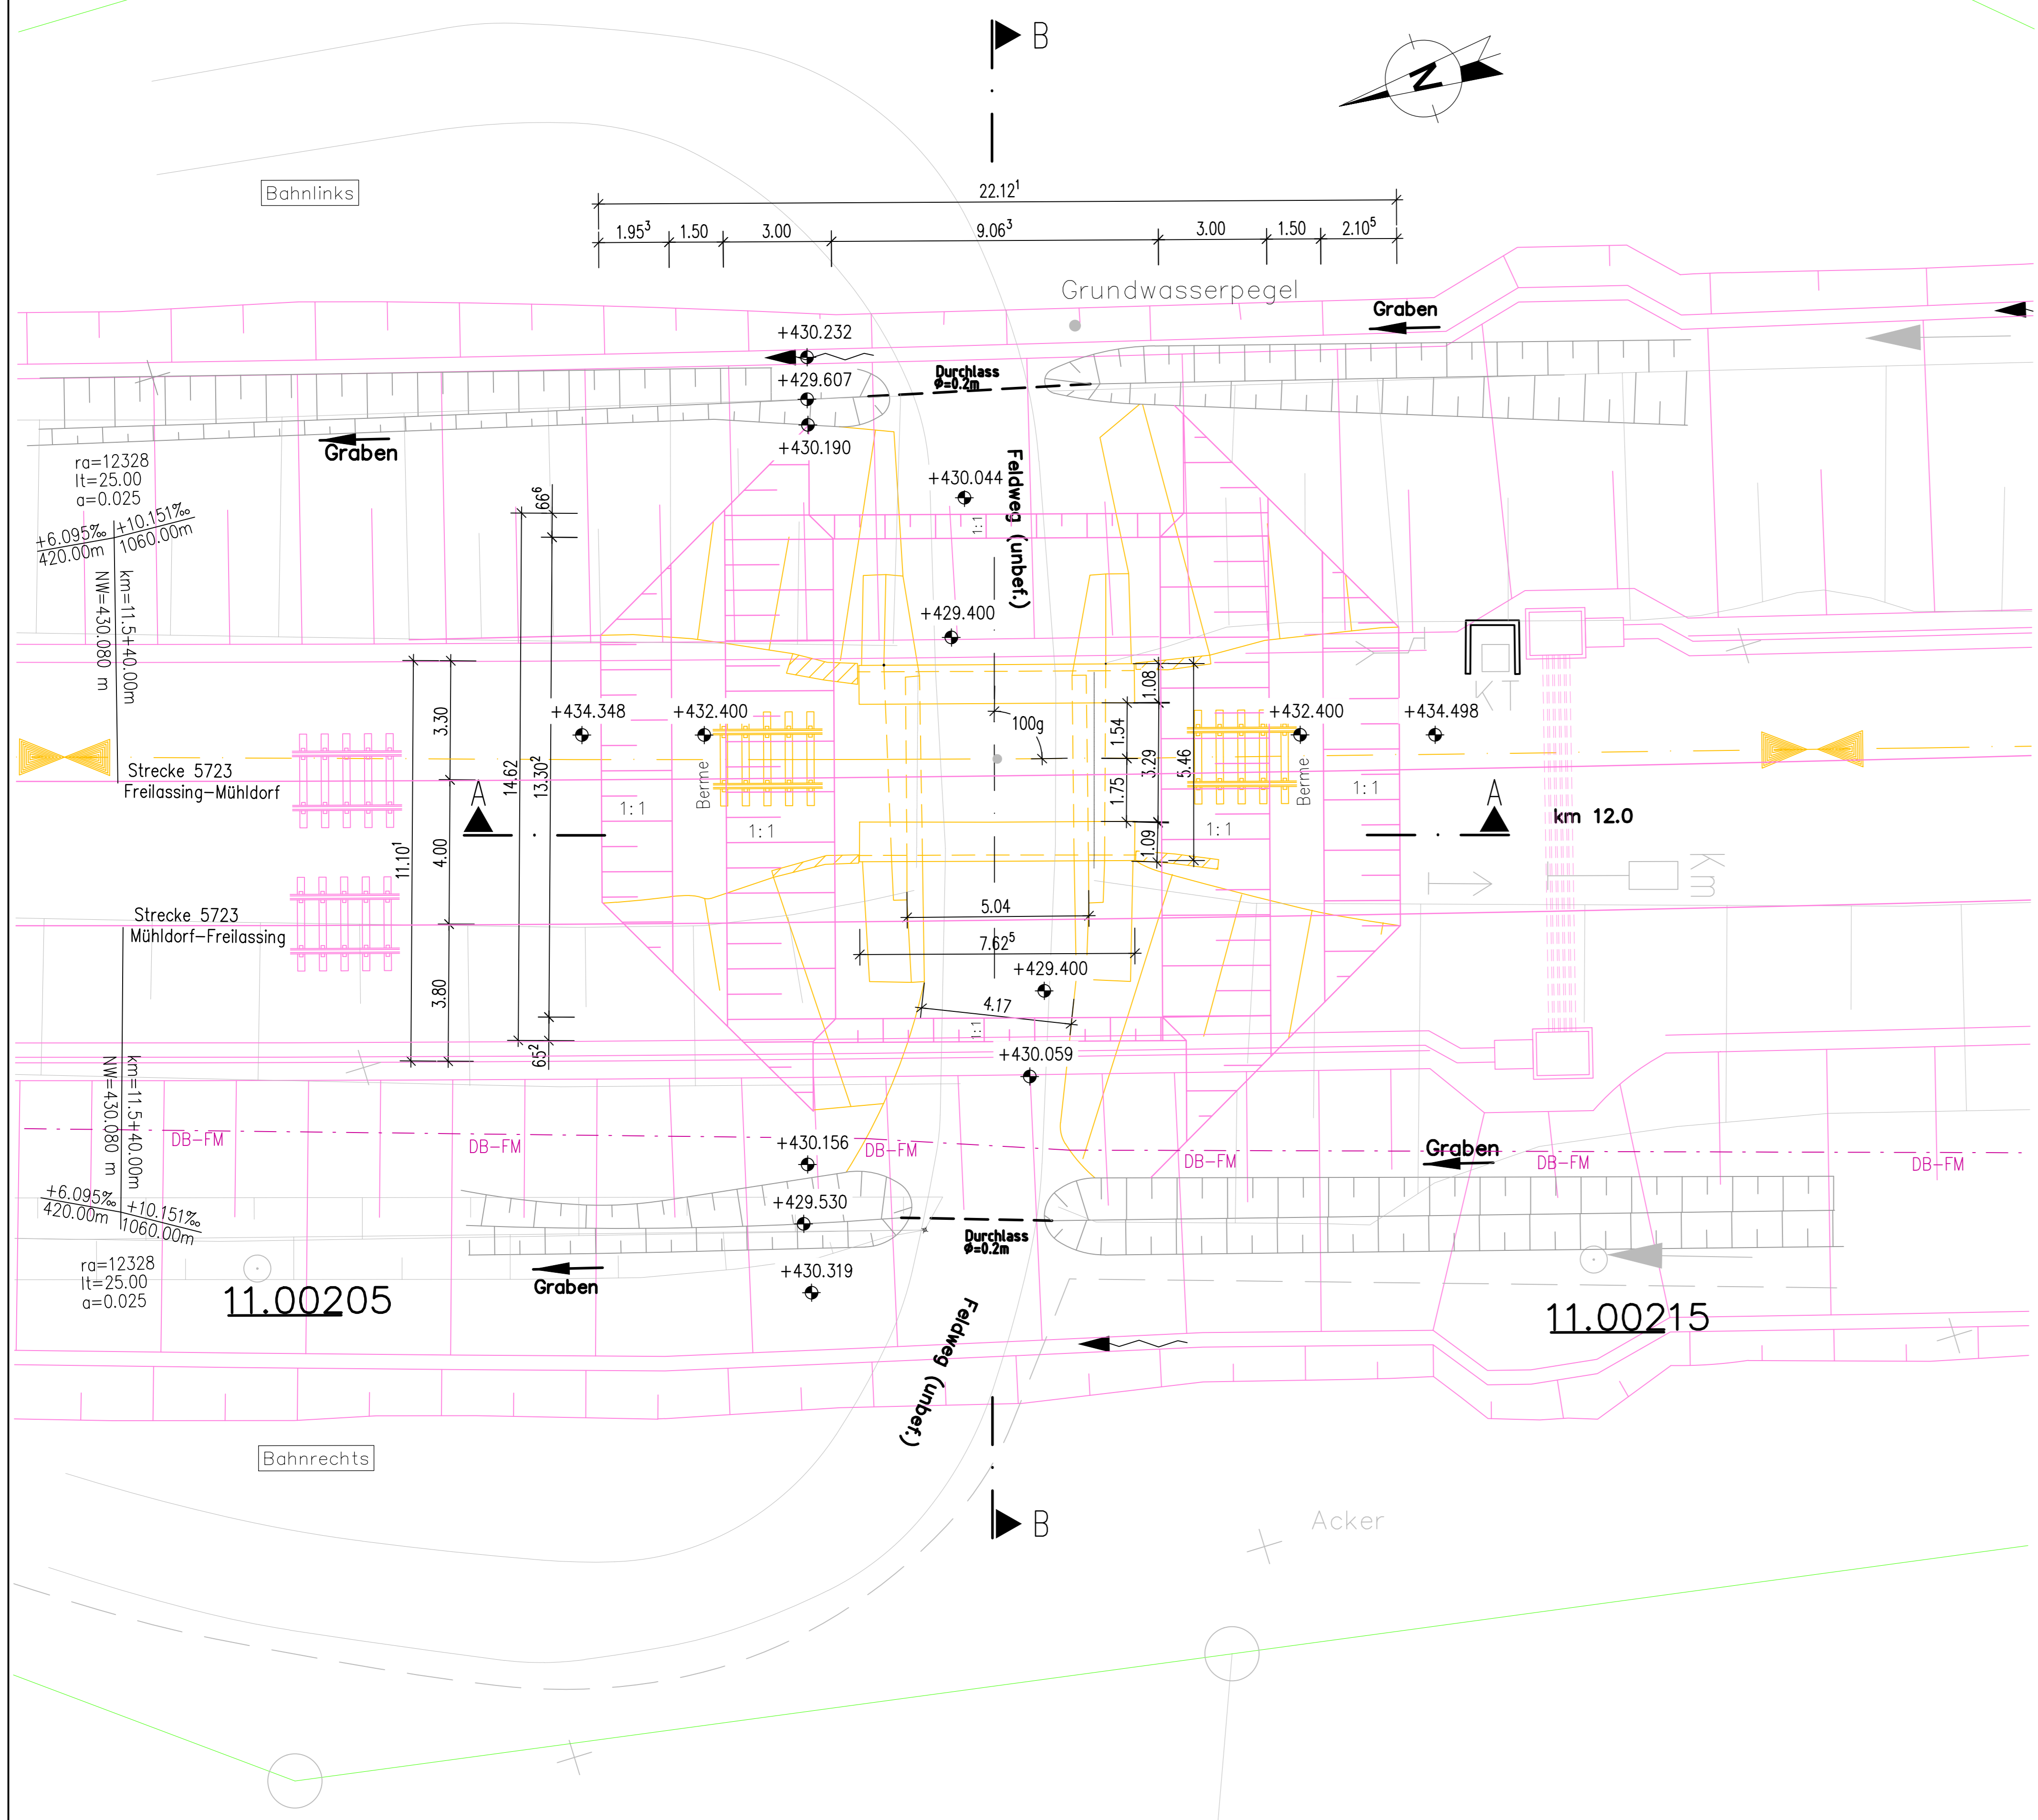 B
N
Bahnlinks
22.12¹
1.95³ 1.50 3.00 9.06³ 3.00 1.50 2.10⁵
Grundwasserpegel
Graben
+430.232
+429.607
+430.190
Durchlass
ø=0.2m
Graben
ra=12328
lt=25.00
a=0.025
+6.095‰ +10.151‰
420.00m 1060.00m
km=11.5+40.00m
NW=430.080 m
+430.044
Feldweg (unbef.)
1:1
66⁶
+429.400
14.62
13.30²
11.10¹
3.30
4.00
3.80
65²
+434.348
+432.400
100g
1.08
1.54
3.29
5.46
1.75
1.09
+432.400
+434.498
KT
Strecke 5723
Freilassing-Mühldorf
A
1:1
Berme
1:1
Berme
1:1
1:1
A
km 12.0
KM
Strecke 5723
Mühldorf-Freilassing
5.04
7.62⁵
+429.400
4.17
1:1
+430.059
km=11.5+40.00m
NW=430.080 m
DB-FM
DB-FM
DB-FM
DB-FM
DB-FM
DB-FM
+430.156
Graben
+6.095‰ +10.151‰
420.00m 1060.00m
+429.530
Durchlass
ø=0.2m
ra=12328
lt=25.00
a=0.025
+430.319
Graben
11.00205
11.00215
Feldweg (unbef.)
Bahnrechts
B
Acker